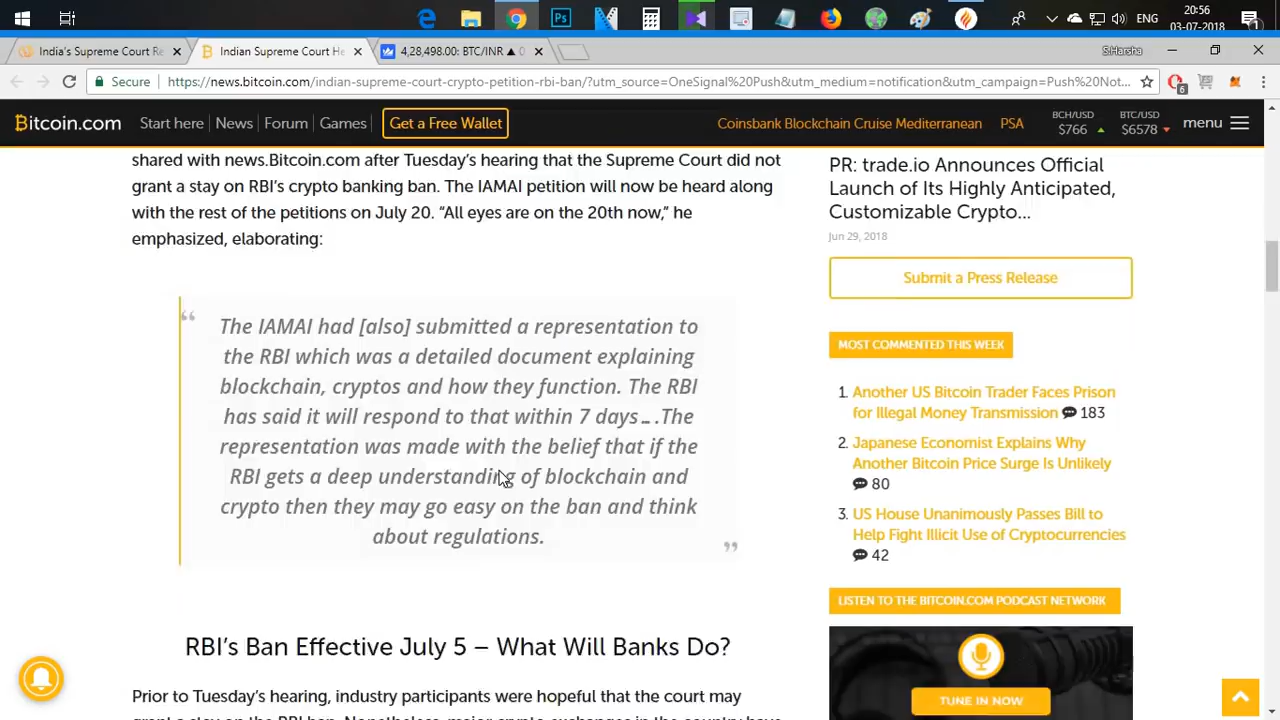 20:56
ENG
03-07-2018
India's Supreme Court Re
Indian Supreme Court He
4,28,498.00: BTC/INR ▲ 0
S.Harsha
Secure
https://news.bitcoin.com/indian-supreme-court-crypto-petition-rbi-ban/?utm_source=OneSignal%20Push&utm_medium=notification&utm_campaign=Push%20Not...
6
Bitcoin.com
Start here
News
Forum
Games
Get a Free Wallet
Coinsbank Blockchain Cruise Mediterranean
PSA
BCH/USD
$766
BTC/USD
$6578
menu
shared with news.Bitcoin.com after Tuesday's hearing that the Supreme Court did not
grant a stay on RBI's crypto banking ban. The IAMAI petition will now be heard along
with the rest of the petitions on July 20. “All eyes are on the 20th now,” he
emphasized, elaborating:
“
The IAMAI had [also] submitted a representation to
the RBI which was a detailed document explaining
blockchain, cryptos and how they function. The RBI
has said it will respond to that within 7 days….The
representation was made with the belief that if the
RBI gets a deep understanding of blockchain and
crypto then they may go easy on the ban and think
about regulations.
”
RBI's Ban Effective July 5 – What Will Banks Do?
Prior to Tuesday's hearing, industry participants were hopeful that the court may
PR: trade.io Announces Official
Launch of Its Highly Anticipated,
Customizable Crypto...
Jun 29, 2018
Submit a Press Release
MOST COMMENTED THIS WEEK
1. Another US Bitcoin Trader Faces Prison
for Illegal Money Transmission 183
2. Japanese Economist Explains Why
Another Bitcoin Price Surge Is Unlikely
80
3. US House Unanimously Passes Bill to
Help Fight Illicit Use of Cryptocurrencies
42
LISTEN TO THE BITCOIN.COM PODCAST NETWORK
TUNE IN NOW